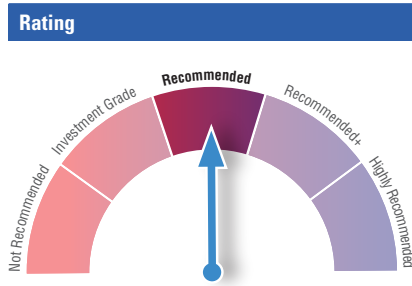 Rating
Not Recommended
Investment Grade
Recommended
Recommended+
Highly Recommended